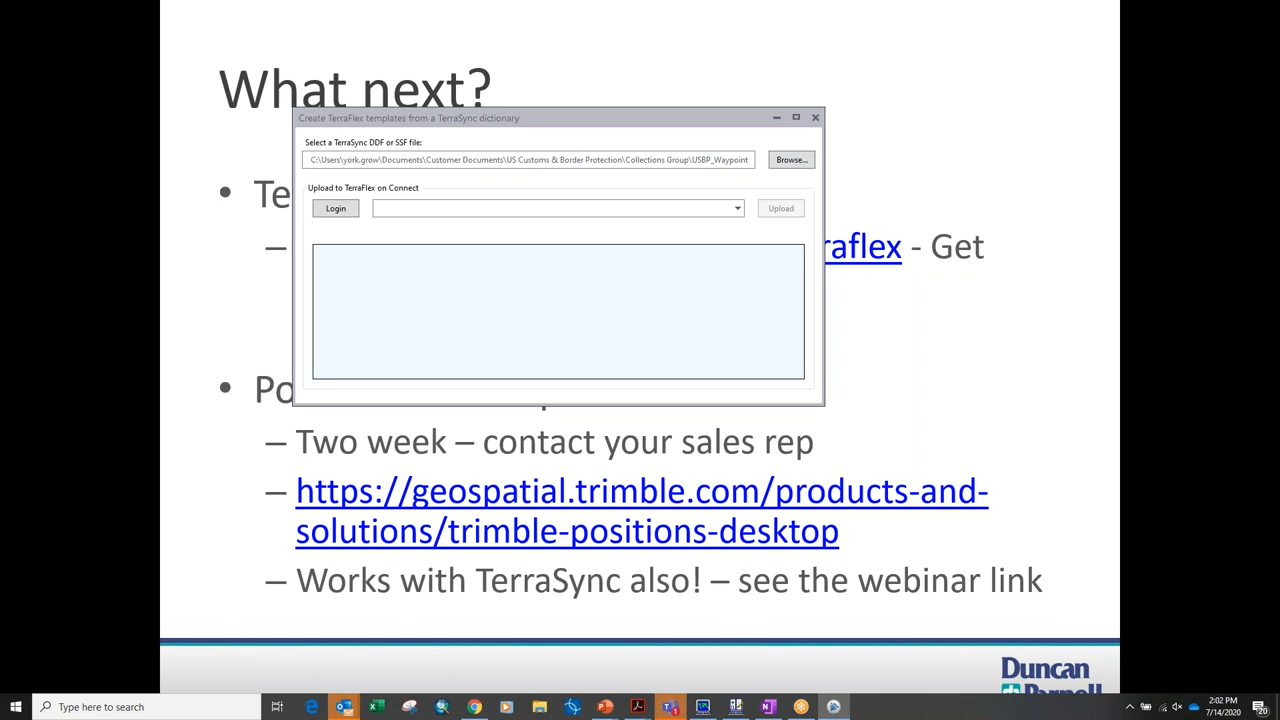 What next?
Create TerraFlex templates from a TerraSync dictionary
Select a TerraSync DDF or SSF file:
C:\Users\york.grow\Documents\Customer Documents\US Customs & Border Protection\Collections Group\USBP_Waypoint
Browse...
Upload to TerraFlex on Connect
Login
Upload
• Te
– raflex - Get
• Po
– Two week – contact your sales rep
– https://geospatial.trimble.com/products-and-
solutions/trimble-positions-desktop
– Works with TerraSync also! – see the webinar link
Duncan
Parnell
Type here to search
2:02 PM
7/14/2020
20